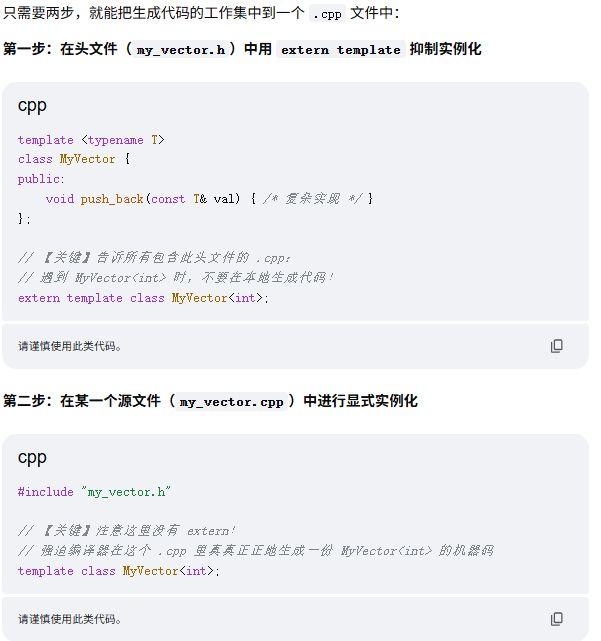 只需要两步，就能把生成代码的工作集中到一个 .cpp 文件中：
第一步：在头文件（ my_vector.h ）中用 extern template 抑制实例化
cpp
template <typename T>
class MyVector {
public:
    void push_back(const T& val) { /* 复杂实现 */ }
};
// 【关键】告诉所有包含此头文件的 .cpp：
// 遇到 MyVector<int> 时，不要在本地生成代码！
extern template class MyVector<int>;
请谨慎使用此类代码。
第二步：在某一个源文件（ my_vector.cpp ）中进行显式实例化
cpp
#include "my_vector.h"
// 【关键】注意这里没有 extern！
// 强迫编译器在这个 .cpp 里真真正正地生成一份 MyVector<int> 的机器码
template class MyVector<int>;
请谨慎使用此类代码。